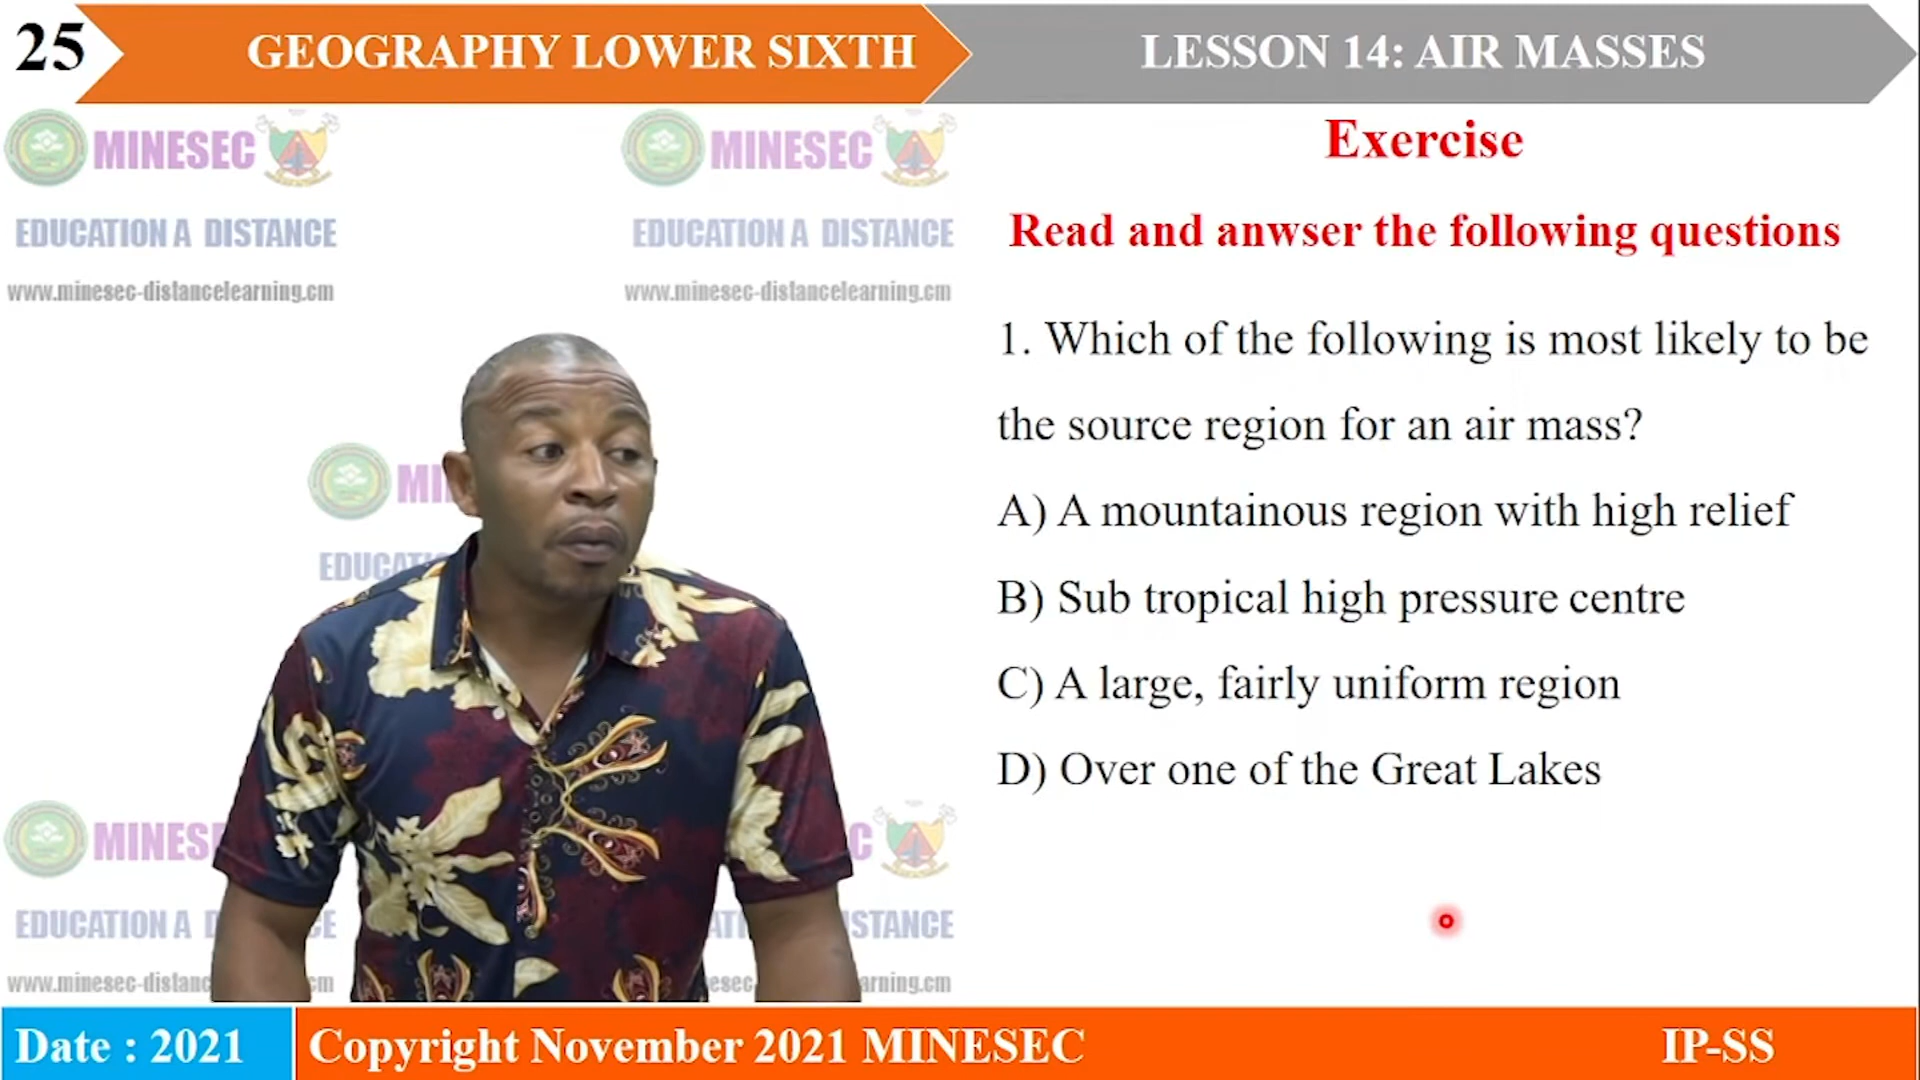 25
GEOGRAPHY LOWER SIXTH
LESSON 14: AIR MASSES
MINESEC
MINESEC
EDUCATION A DISTANCE
EDUCATION A DISTANCE
www.minesec-distancelearning.cm
www.minesec-distancelearning.cm
Exercise
Read and anwser the following questions
1. Which of the following is most likely to be
the source region for an air mass?
A) A mountainous region with high relief
B) Sub tropical high pressure centre
C) A large, fairly uniform region
D) Over one of the Great Lakes
Date : 2021
Copyright November 2021 MINESEC
IP-SS